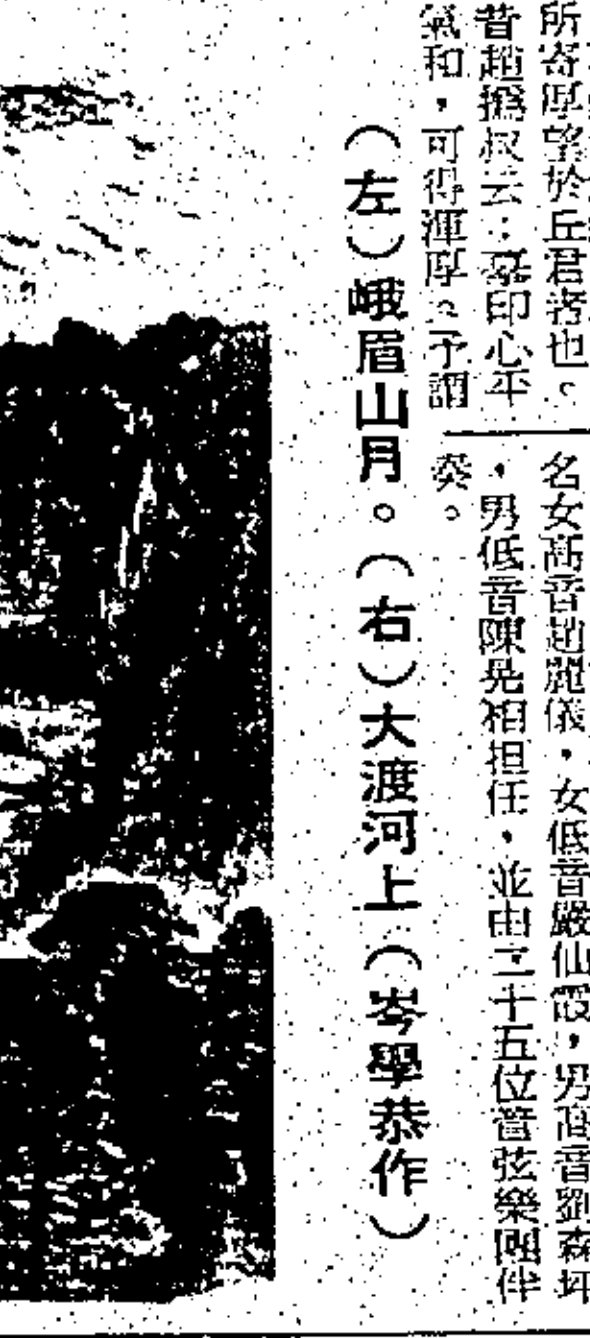 所寄厚望於丘君者也。
昔趙撝叔云：摹印心平
氣和，可得渾厚。予謂
名女高音趙麗儀，女低音嚴仙霞，男高音劉森坪
，男低音陳晃相担任，並由三十五位管弦樂團伴
奏。
（左）峨眉山月。（右）大渡河上（岑學恭作）